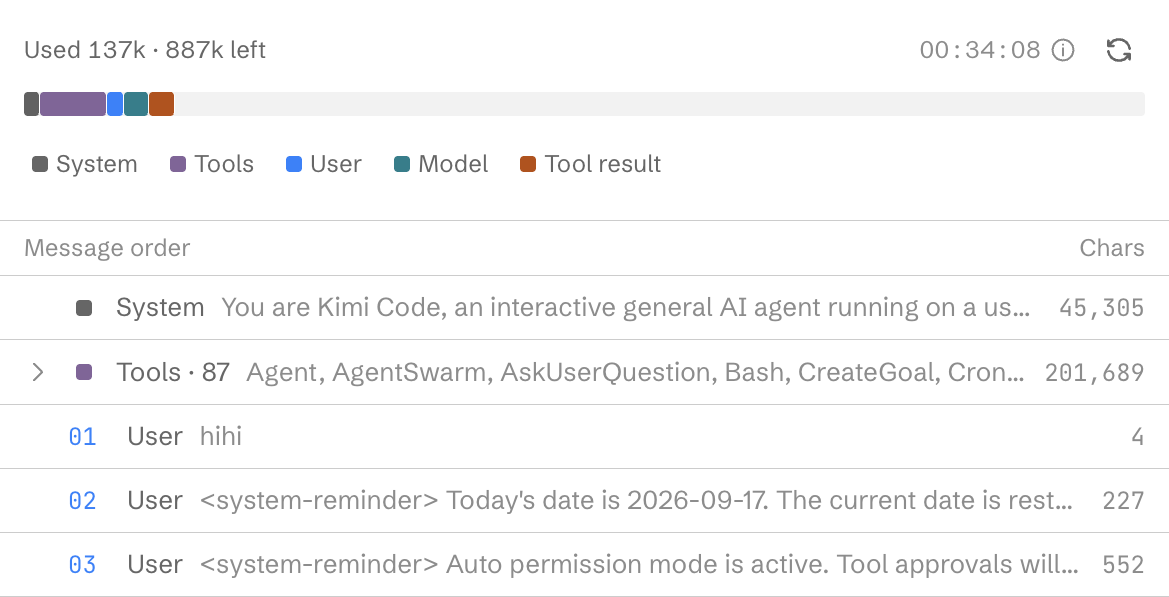 Used 137k · 887k left 00:34:08
System Tools User Model Tool result
Message order Chars
System You are Kimi Code, an interactive general AI agent running on a us... 45,305
Tools · 87 Agent, AgentSwarm, AskUserQuestion, Bash, CreateGoal, Cron... 201,689
01 User hihi 4
02 User <system-reminder> Today's date is 2026-09-17. The current date is rest... 227
03 User <system-reminder> Auto permission mode is active. Tool approvals will... 552